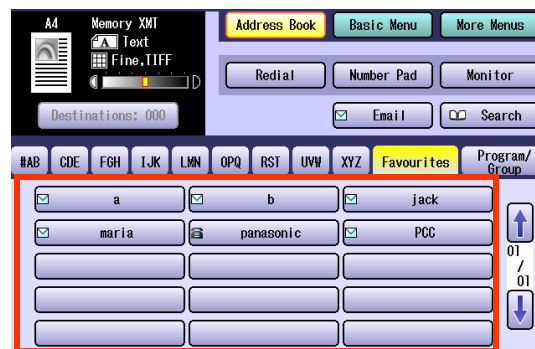 A4 Memory XMT
A Text
Fine,TIFF
L D
Destinations: 000
Address Book Basic Menu More Menus
Redial Number Pad Monitor
Email Search
#AB CDE FGH IJK LMN OPQ RST UVW XYZ Favourites Program/
Group
a b jack
maria panasonic PCC
01
/
01